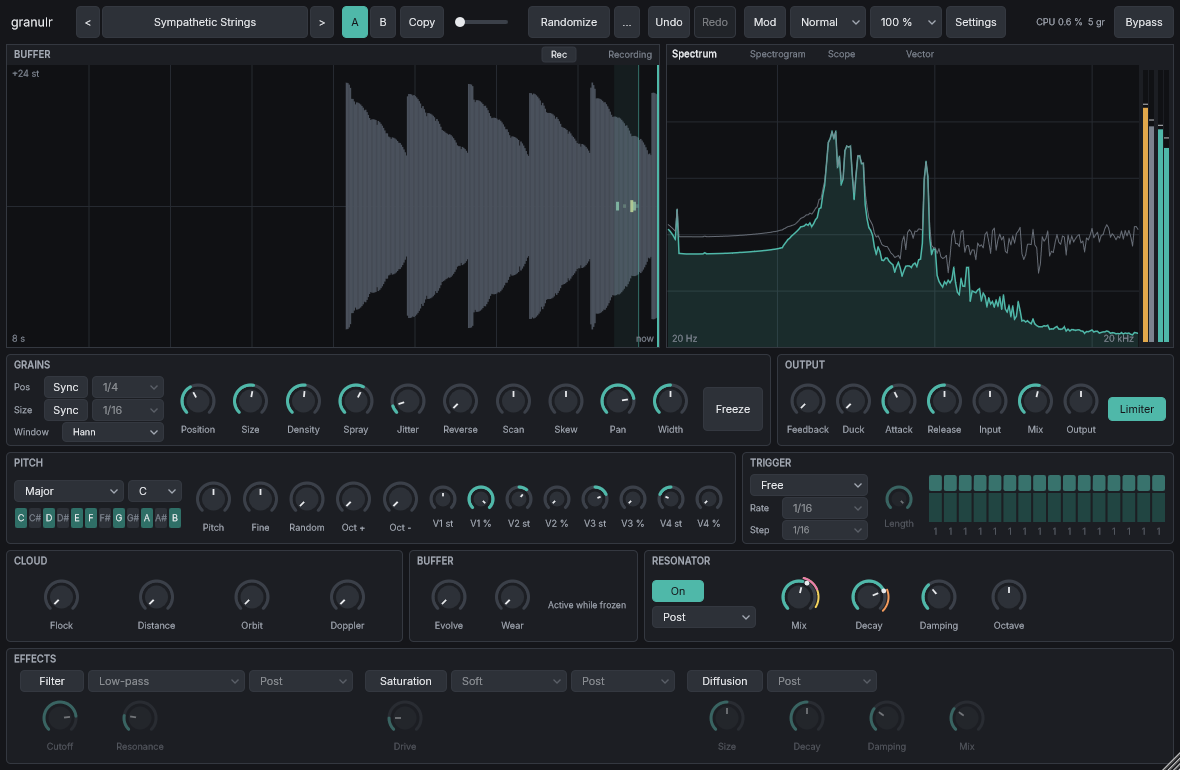 granulr < Sympathetic Strings > A B Copy Randomize ... Undo Redo Mod Normal 100 % Settings CPU 0.6 % 5 gr Bypass
BUFFER Rec Recording
+24 st
8 s now
Spectrum Spectrogram Scope Vector
20 Hz 20 kHz
GRAINS
Pos Sync 1/4
Size Sync 1/16
Window Hann
Position Size Density Spray Jitter Reverse Scan Skew Pan Width
Freeze
OUTPUT
Feedback Duck Attack Release Input Mix Output
Limiter
PITCH
Major C
C C# D D# E F F# G G# A A# B
Pitch Fine Random Oct + Oct - V1 st V1 % V2 st V2 % V3 st V3 % V4 st V4 %
TRIGGER
Free
Rate 1/16
Step 1/16
Length
1 1 1 1 1 1 1 1 1 1 1 1 1 1 1 1
CLOUD
Flock Distance Orbit Doppler
BUFFER
Evolve Wear
Active while frozen
RESONATOR
On
Post
Mix Decay Damping Octave
EFFECTS
Filter Low-pass Post Saturation Soft Post Diffusion Post
Cutoff Resonance Drive Size Decay Damping Mix